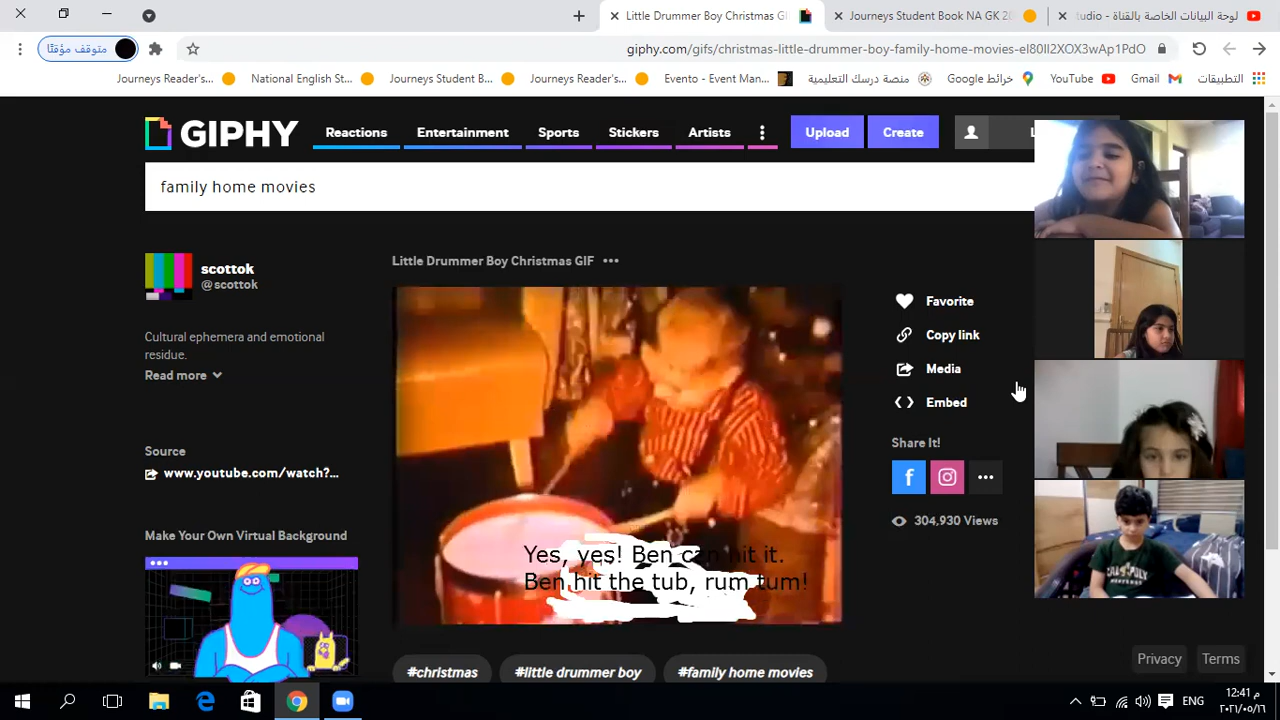 Little Drummer Boy Christmas GI
Journeys Student Book NA GK 20
لوحة البيانات الخاصة بالقناة - tudio
متوقف مؤقتًا
giphy.com/gifs/christmas-little-drummer-boy-family-home-movies-el80lI2XOX3wAp1PdO
Journeys Reader's...
National English St...
Journeys Student B...
Journeys Reader's...
Evento - Event Man...
منصة درسك التعليمية
خرائط Google
YouTube
Gmail
التطبيقات
GIPHY
Reactions
Entertainment
Sports
Stickers
Artists
Upload
Create
family home movies
scottok
@scottok
Cultural ephemera and emotional
residue.
Read more
Source
www.youtube.com/watch?...
Make Your Own Virtual Background
Little Drummer Boy Christmas GIF
Yes, yes! Ben can hit it.
Ben hit the tub, rum tum!
#christmas
#little drummer boy
#family home movies
Favorite
Copy link
Media
Embed
Share It!
304,930 Views
Privacy
Terms
ENG
12:41 م
٢٠٢١/٠٥/١٦